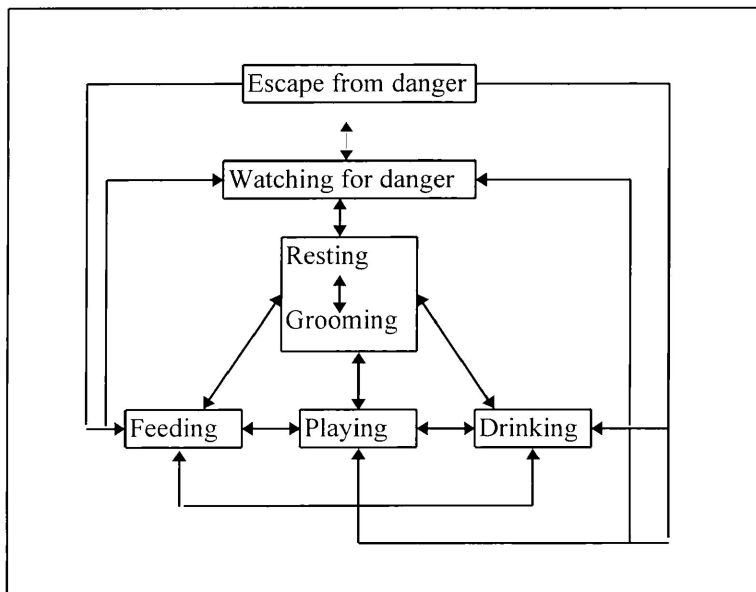 Escape from danger
Watching for danger
Resting
Grooming
Feeding
Playing
Drinking